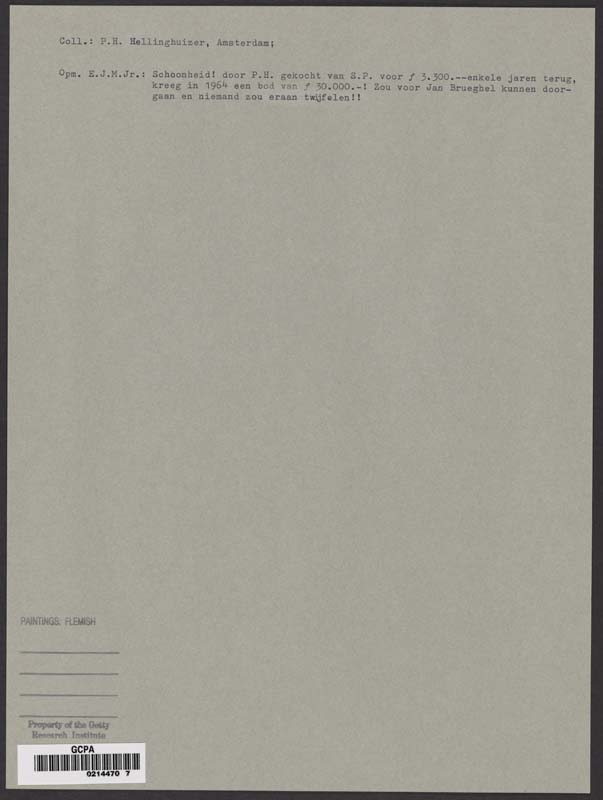 Coll.: P.H. Hellinghuizer, Amsterdam;
Opm. E.J.M.Jr.: Schoonheid! door P.H. gekocht van S.P. voor ƒ 3.300.--enkele jaren terug,
kreeg in 1964 een bod van ƒ 30.000.-! Zou voor Jan Brueghel kunnen door-
gaan en niemand zou eraan twijfelen!!
PAINTINGS: FLEMISH
Property of the Getty
Research Institute
GCPA
0214470 7